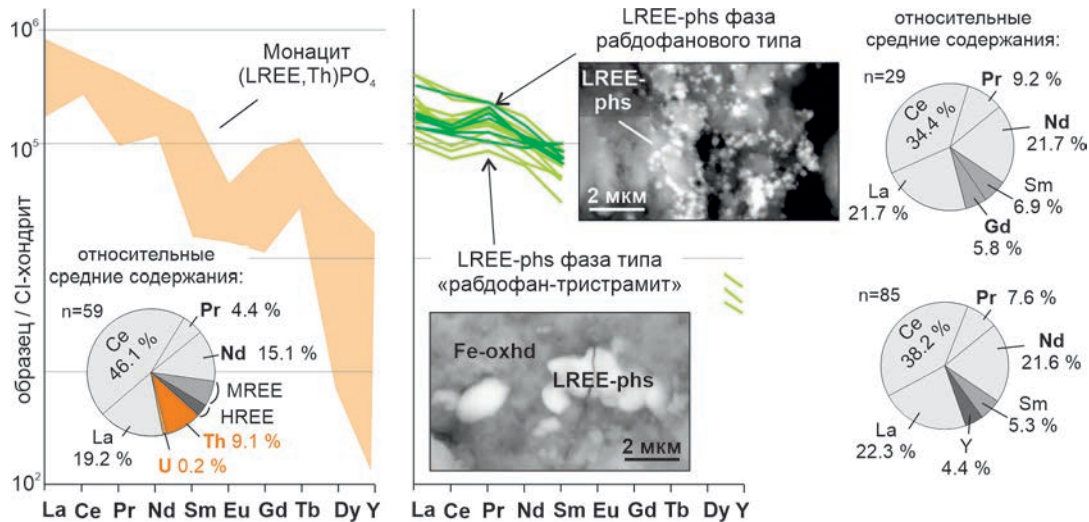 10⁶
10⁵
10²
образец / CI-хондрит
Монацит
(LREE,Th)PO₄
относительные
средние содержания:
n=59
Ce
46.1 %
Pr 4.4 %
Nd 15.1 %
MREE
HREE
Th 9.1 %
U 0.2 %
La
19.2 %
La Ce Pr Nd Sm Eu Gd Tb Dy Y
LREE-phs фаза
рабдофанового типа
LREE-
phs
2 мкм
LREE-phs фаза типа
«рабдофан-тристрамит»
Fe-oxhd
LREE-phs
2 мкм
La Ce Pr Nd Sm Eu Gd Tb Dy Y
относительные
средние содержания:
n=29
Ce
34.4 %
Pr 9.2 %
Nd
21.7 %
Sm
6.9 %
Gd
5.8 %
La
21.7 %
n=85
Ce
38.2 %
Pr 7.6 %
Nd
21.6 %
Sm
5.3 %
Y
4.4 %
La
22.3 %